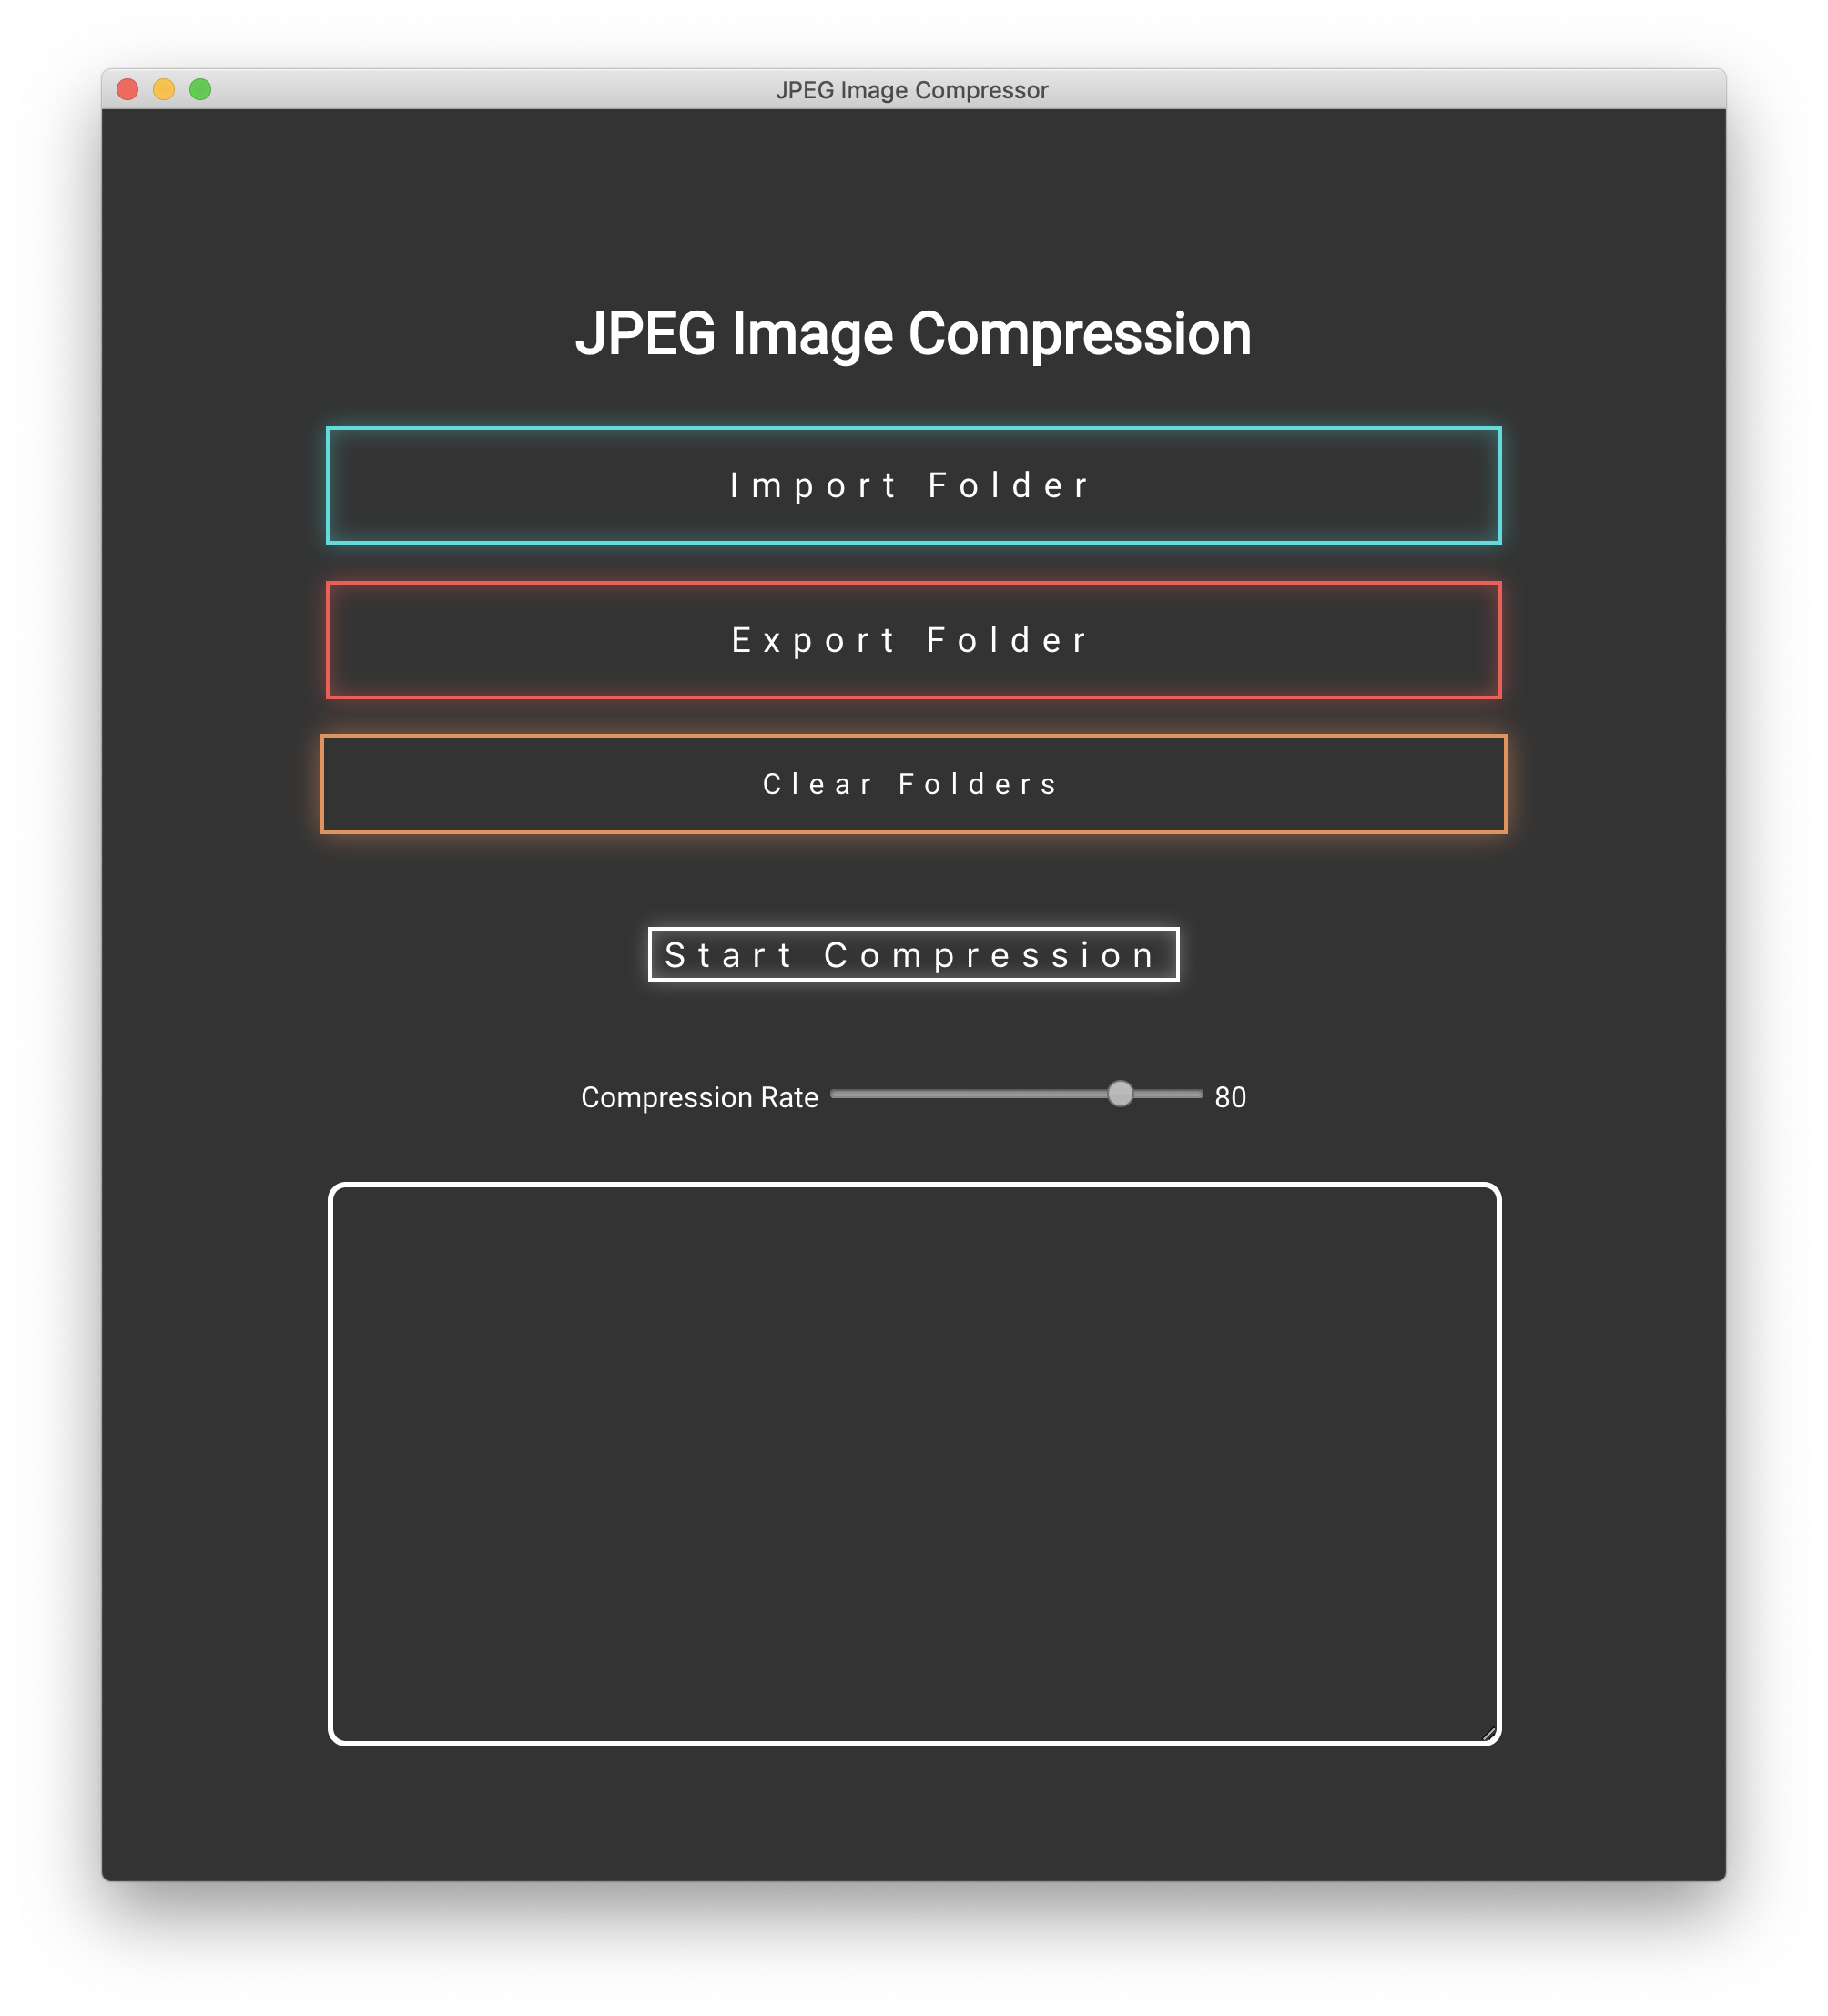 JPEG Image Compressor
JPEG Image Compression
Import Folder
Export Folder
Clear Folders
Start Compression
Compression Rate 80